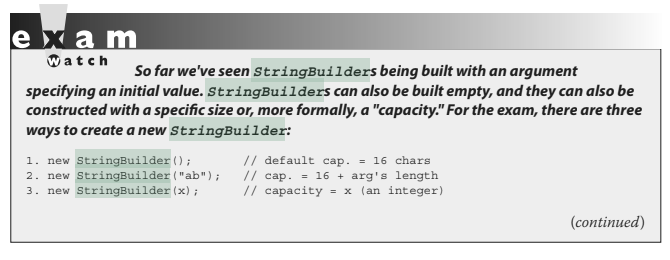 exam
watch
So far we've seen StringBuilders being built with an argument
specifying an initial value. StringBuilders can also be built empty, and they can also be
constructed with a specific size or, more formally, a "capacity." For the exam, there are three
ways to create a new StringBuilder:
1. new StringBuilder();       // default cap. = 16 chars
2. new StringBuilder("ab");   // cap. = 16 + arg's length
3. new StringBuilder(x);      // capacity = x (an integer)
(continued)